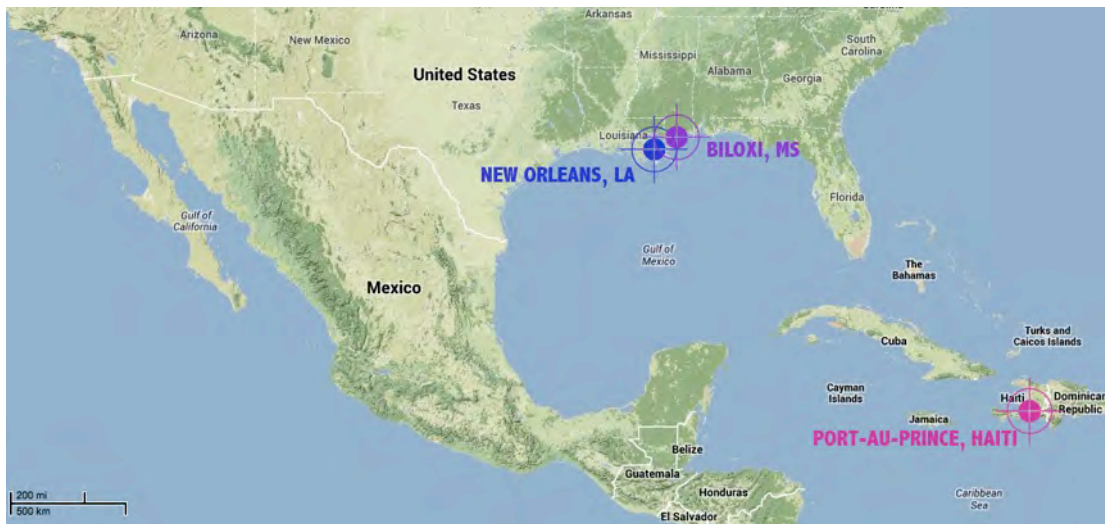 Arkansas
Arizona
New Mexico
Mississippi
South
Carolina
United States
Alabama
Georgia
Texas
Louisiana
BILOXI, MS
NEW ORLEANS, LA
Florida
Gulf of
California
Gulf of
Mexico
The
Bahamas
Mexico
Turks and
Caicos Islands
Cuba
Cayman
Islands
Haiti
Dominican
Republic
Jamaica
PORT-AU-PRINCE, HAITI
Belize
Guatemala
Honduras
Caribbean
Sea
El Salvador
200 mi
500 km